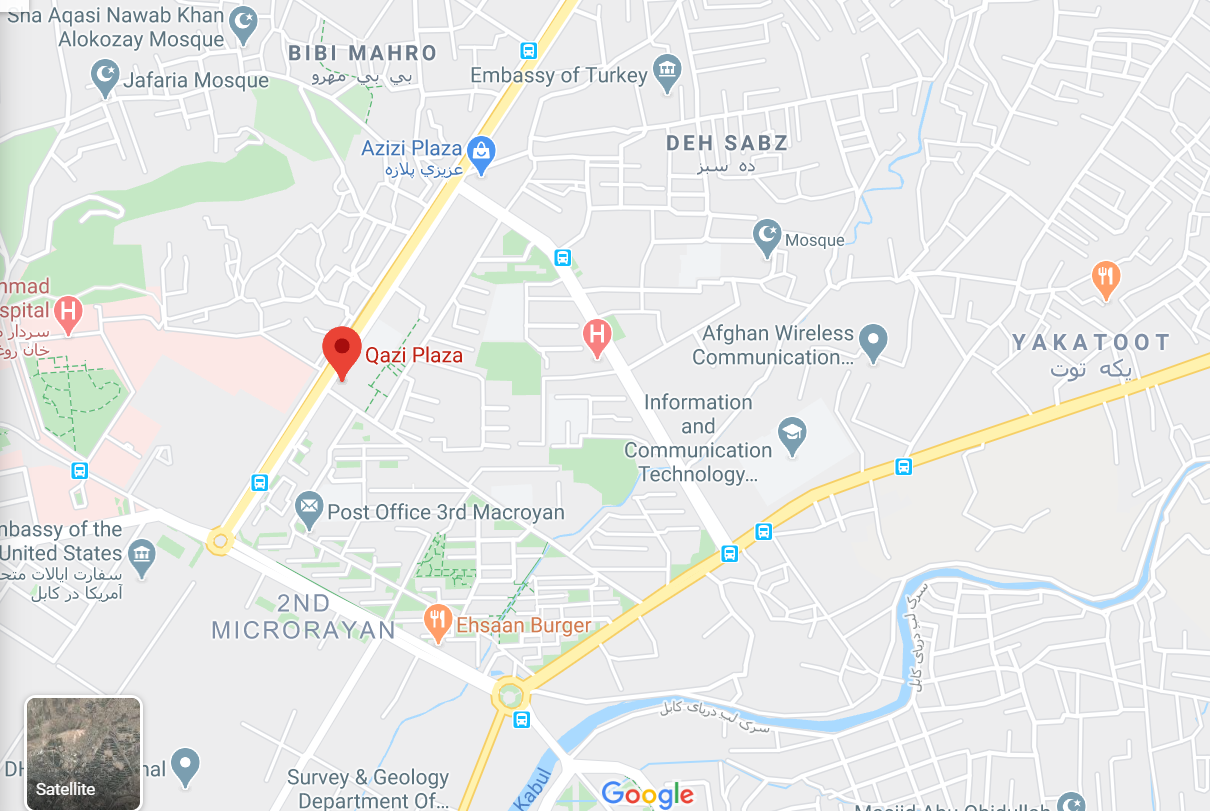 Sha Aqasi Nawab Khan
Alokozay Mosque
BIBI MAHRO
بي بي مهرو
Jafaria Mosque
Embassy of Turkey
DEH SABZ
ده سبز
Azizi Plaza
عزیزي پلازه
Mosque
mmad
spital
سردار م
خان روغ
H
H
Qazi Plaza
Afghan Wireless
Communication...
YAKATOOT
یکه توت
Information
and
Communication
Technology...
Post Office 3rd Macroyan
mbassy of the
United States
سفارت ایالات متحد
آمریکا در کابل
2ND
MICRORAYAN
Ehsaan Burger
سرک لب دریای کابل
سرک لب دریای کابل
Satellite
DH
nal
Survey & Geology
Department Of...
Kabul
Google
Masjid Abu Obidullah